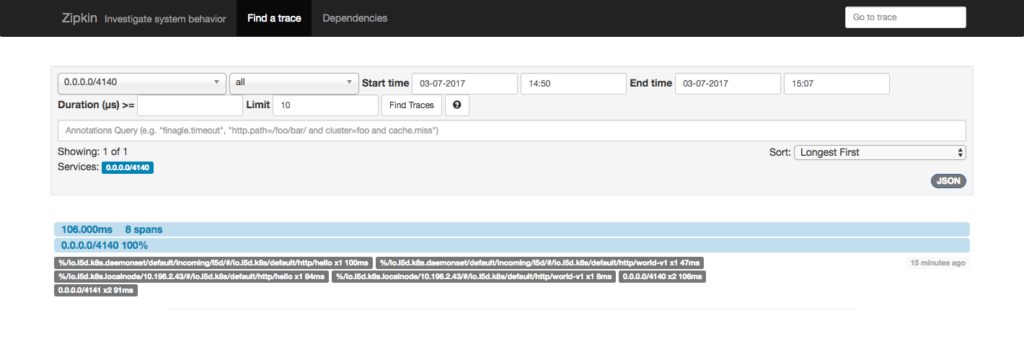 Zipkin Investigate system behavior Find a trace Dependencies Go to trace
0.0.0.0/4140 all Start time 03-07-2017 14:50 End time 03-07-2017 15:07
Duration (μs) >= Limit 10 Find Traces ?
Annotations Query (e.g. "finagle.timeout", "http.path=/foo/bar/ and cluster=foo and cache.miss")
Showing: 1 of 1 Sort: Longest First
Services: 0.0.0.0/4140
JSON
106.000ms 8 spans
0.0.0.0/4140 100%
%/io.l5d.k8s.daemonset/default/incoming/l5d/#/io.l5d.k8s/default/http/hello x1 100ms %/io.l5d.k8s.daemonset/default/incoming/l5d/#/io.l5d.k8s/default/http/world-v1 x1 47ms 15 minutes ago
%/io.l5d.k8s.localnode/10.196.2.43/#/io.l5d.k8s/default/http/hello x1 84ms %/io.l5d.k8s.localnode/10.196.2.43/#/io.l5d.k8s/default/http/world-v1 x1 9ms 0.0.0.0/4140 x2 106ms
0.0.0.0/4141 x2 91ms